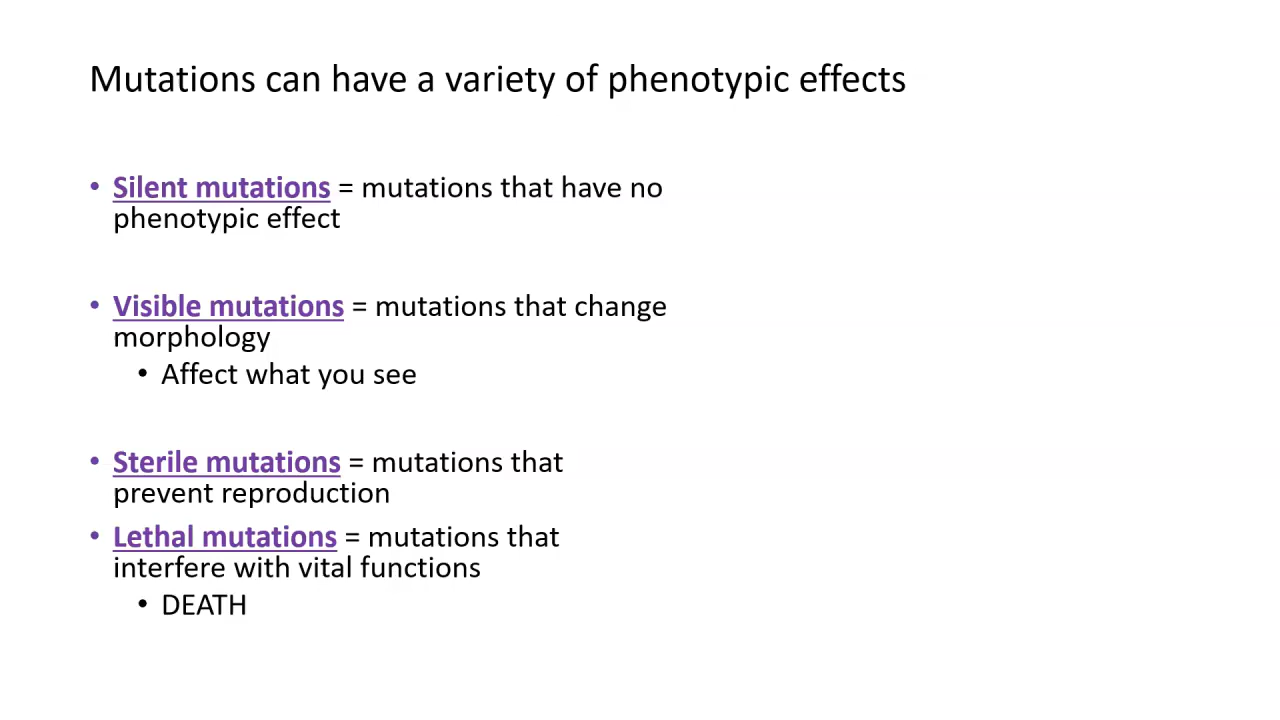 Mutations can have a variety of phenotypic effects
• Silent mutations = mutations that have no
phenotypic effect
• Visible mutations = mutations that change
morphology
• Affect what you see
• Sterile mutations = mutations that
prevent reproduction
• Lethal mutations = mutations that
interfere with vital functions
• DEATH